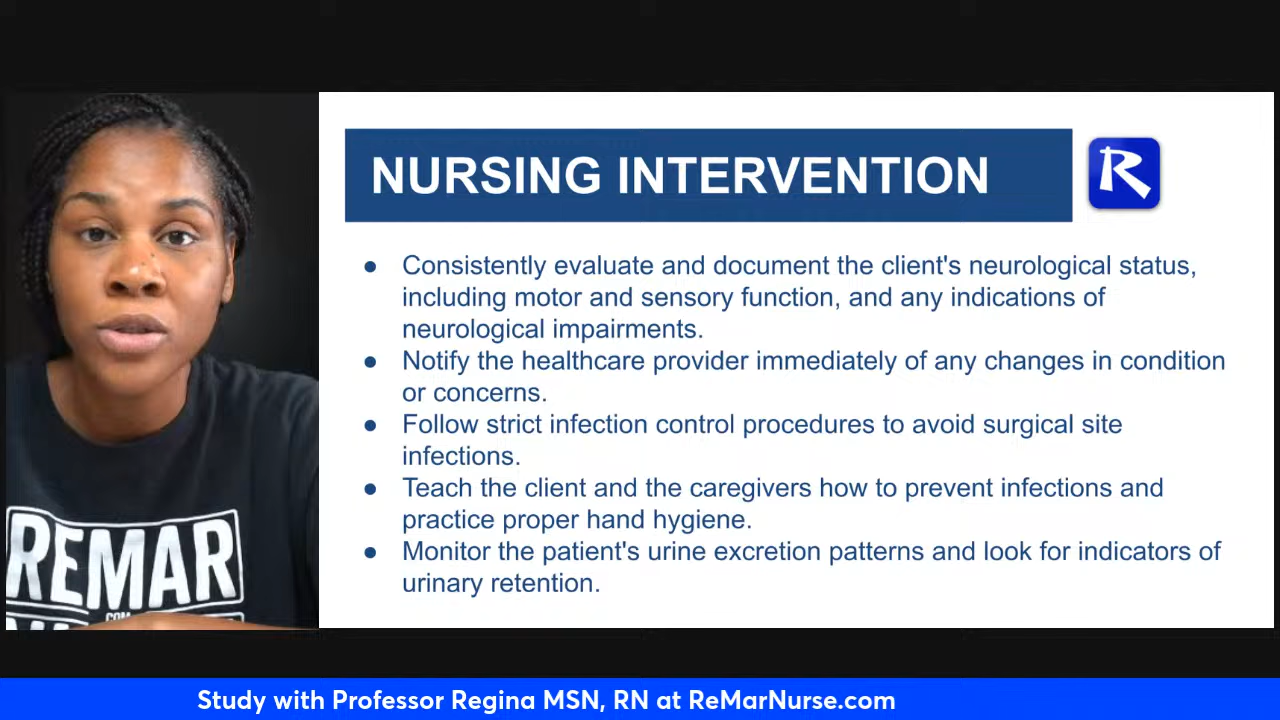 NURSING INTERVENTION
R
● Consistently evaluate and document the client's neurological status,
including motor and sensory function, and any indications of
neurological impairments.
● Notify the healthcare provider immediately of any changes in condition
or concerns.
● Follow strict infection control procedures to avoid surgical site
infections.
● Teach the client and the caregivers how to prevent infections and
practice proper hand hygiene.
● Monitor the patient's urine excretion patterns and look for indicators of
urinary retention.
REMAR
.COM
Study with Professor Regina MSN, RN at ReMarNurse.com